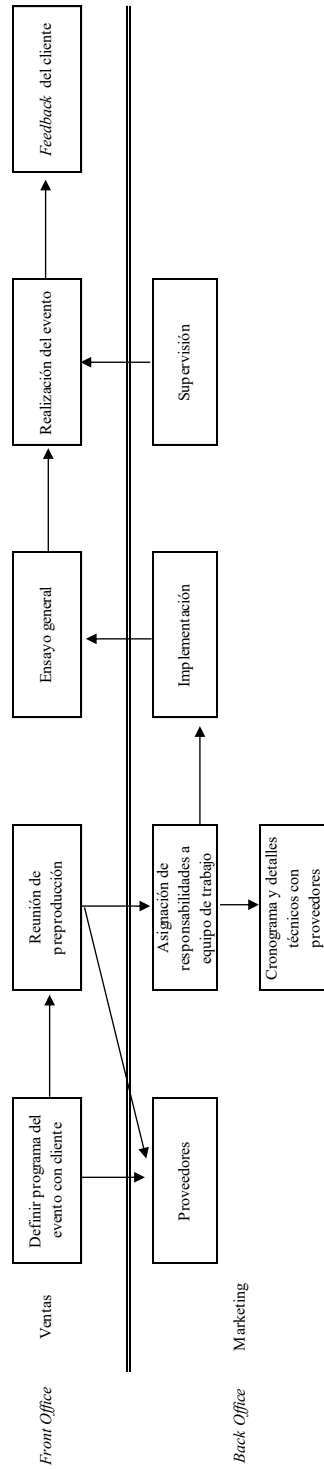 Front Office
Ventas
Definir programa del
evento con cliente
Reunión de
preproducción
Ensayo general
Realización del evento
Feedback del cliente
Back Office
Marketing
Proveedores
Asignación de
responsabilidades a
equipo de trabajo
Implementación
Supervisión
Cronograma y detalles
técnicos con
proveedores